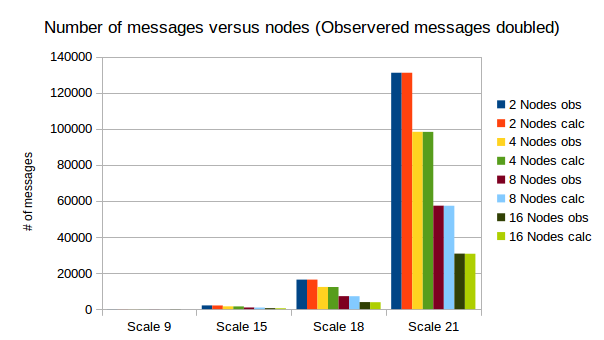 Number of messages versus nodes (Observered messages doubled)
140000
120000
100000
80000
60000
40000
20000
0
# of messages
Scale 9
Scale 15
Scale 18
Scale 21
2 Nodes obs
2 Nodes calc
4 Nodes obs
4 Nodes calc
8 Nodes obs
8 Nodes calc
16 Nodes obs
16 Nodes calc